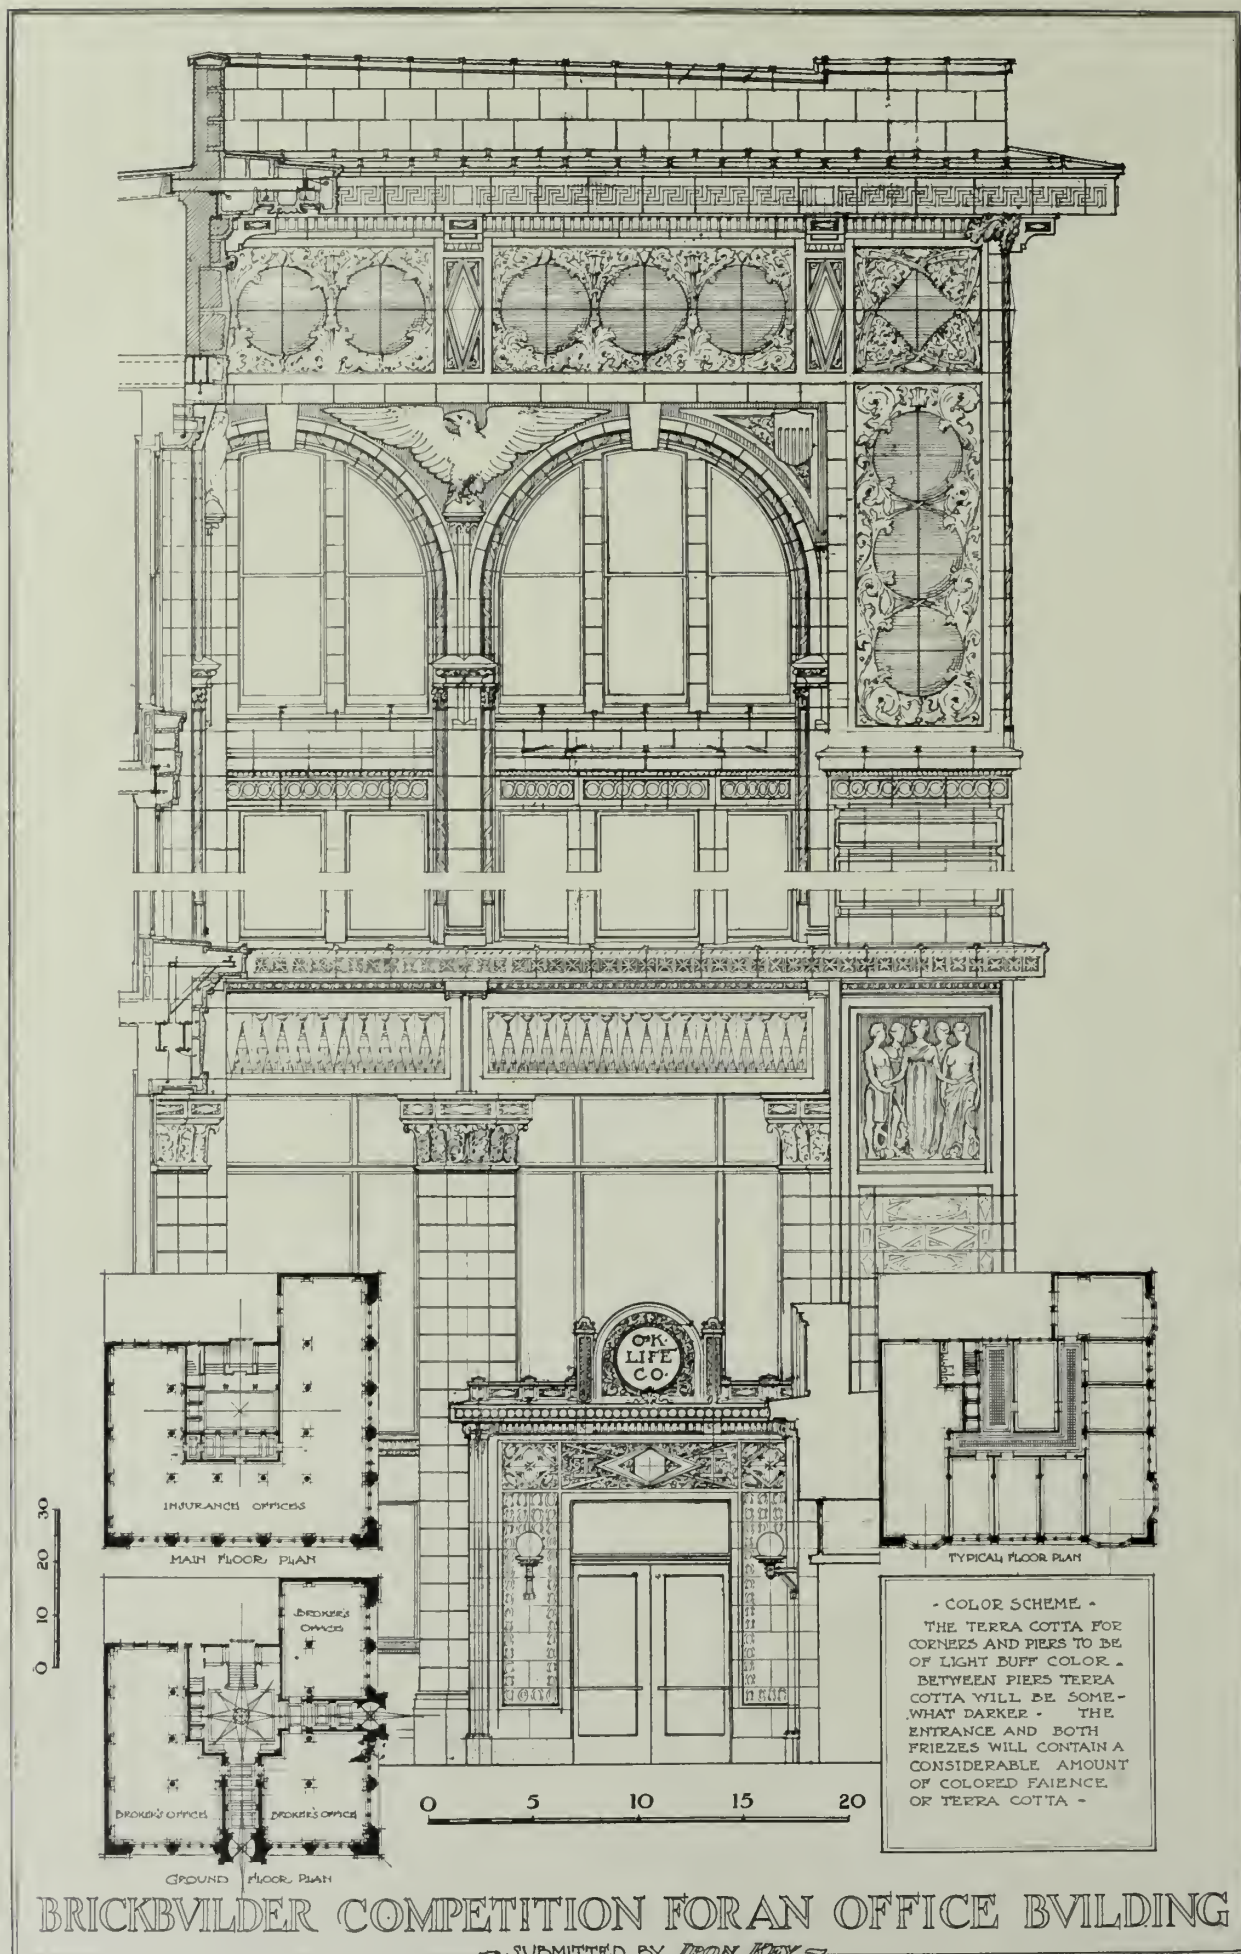 O·K·
LIFE
CO·
INSURANCE OFFICES
MAIN FLOOR PLAN
30
20
10
0
BROKER'S
OFFICE
BROKER'S OFFICE
BROKER'S OFFICE
GROUND FLOOR PLAN
0 5 10 15 20
TYPICAL FLOOR PLAN
- COLOR SCHEME -
THE TERRA COTTA FOR
CORNERS AND PIERS TO BE
OF LIGHT BUFF COLOR -
BETWEEN PIERS TERRA
COTTA WILL BE SOME-
WHAT DARKER - THE
ENTRANCE AND BOTH
FRIEZES WILL CONTAIN A
CONSIDERABLE AMOUNT
OF COLORED FAIENCE
OR TERRA COTTA -
BRICKBVILDER COMPETITION FOR AN OFFICE BVILDING
SUBMITTED BY IRON KEY